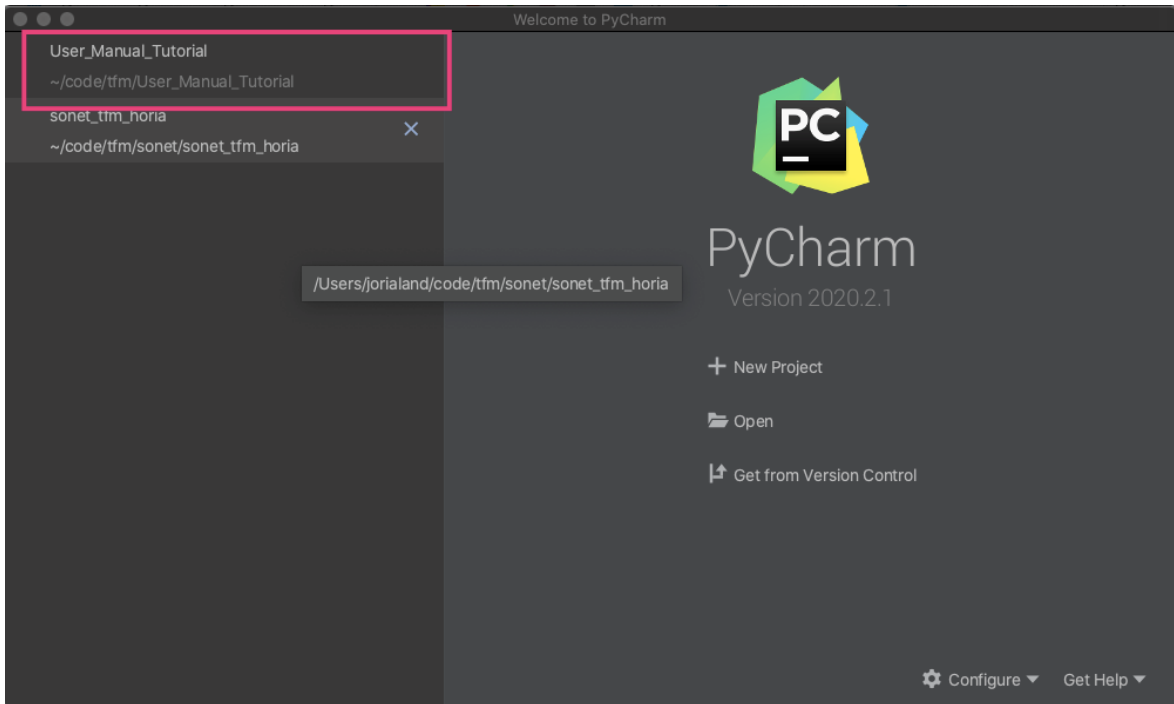 Welcome to PyCharm
User_Manual_Tutorial
~/code/tfm/User_Manual_Tutorial
sonet_tfm_horia
~/code/tfm/sonet/sonet_tfm_horia
/Users/jorialand/code/tfm/sonet/sonet_tfm_horia
PC
PyCharm
Version 2020.2.1
New Project
Open
Get from Version Control
Configure
Get Help